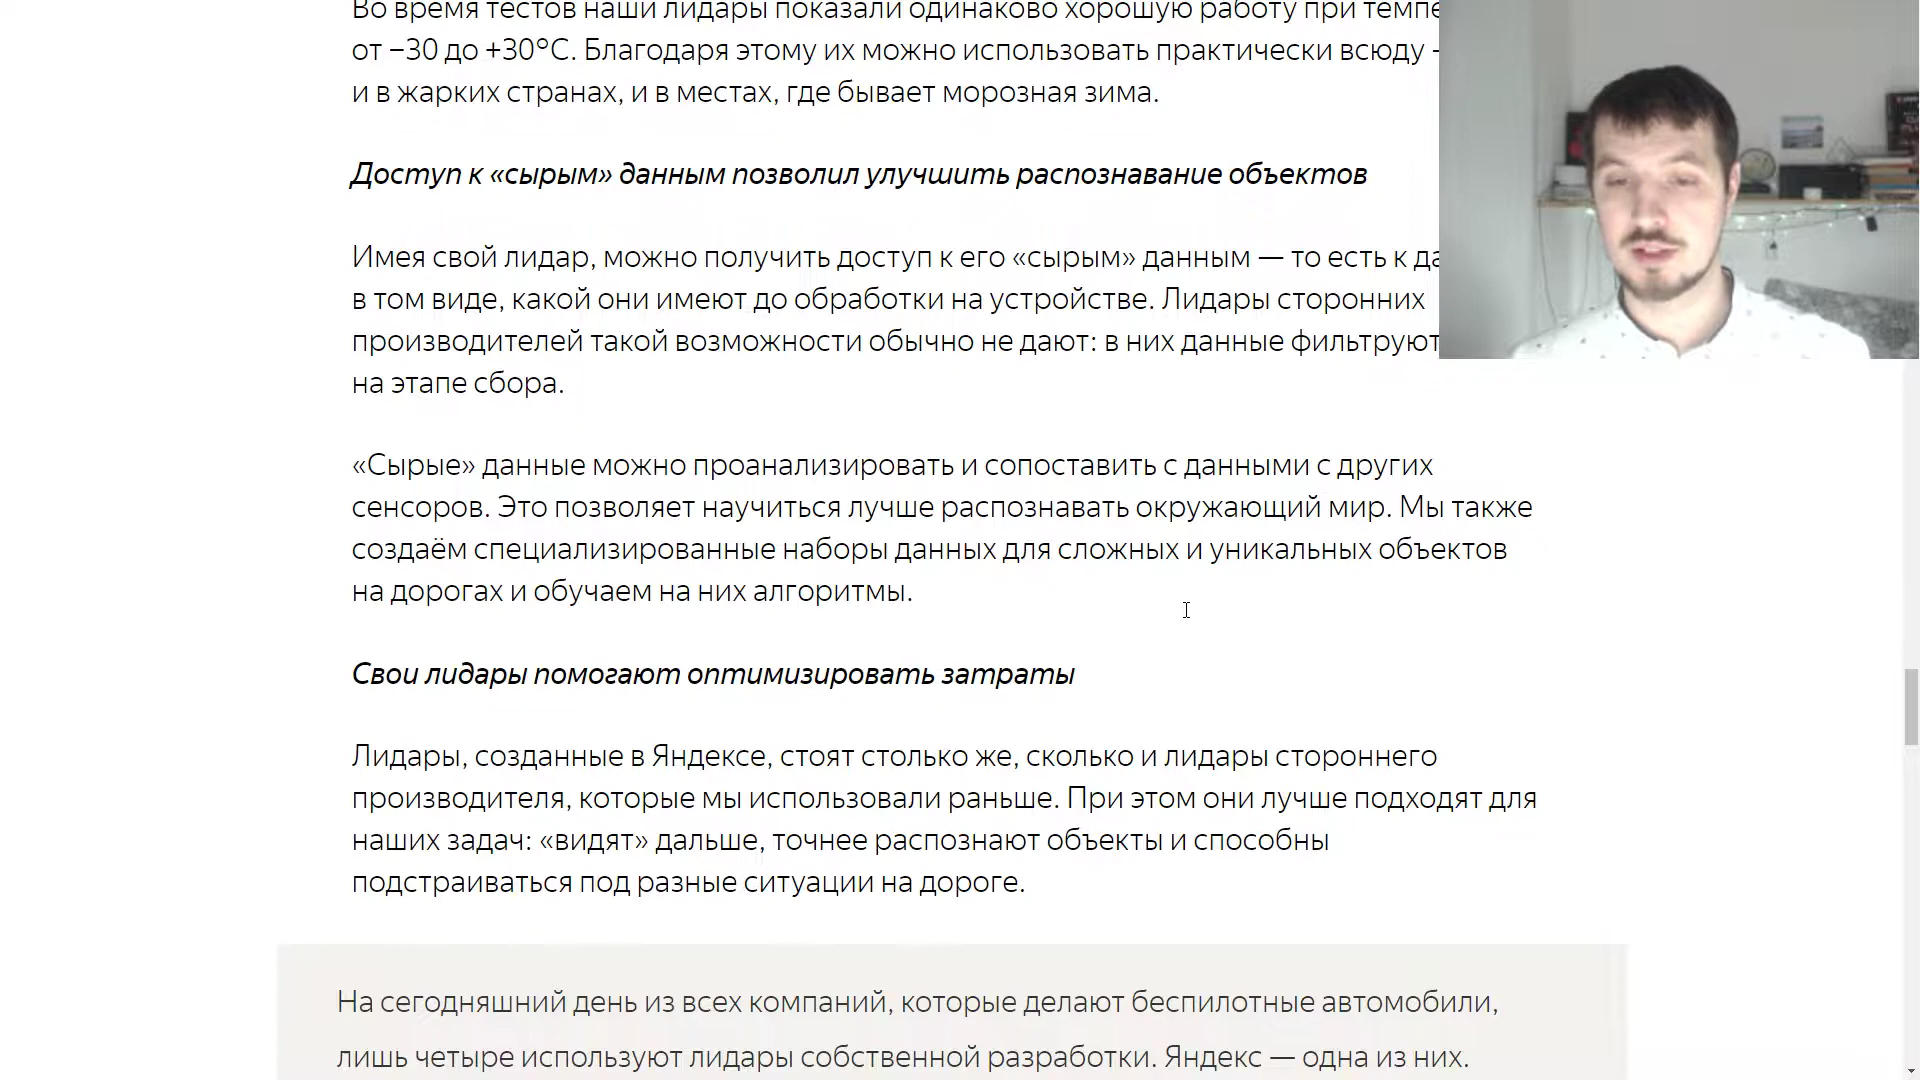 Во время тестов наши лидары показали одинаково хорошую работу при
от −30 до +30°C. Благодаря этому их можно использовать практически всюду -
и в жарких странах, и в местах, где бывает морозная зима.
Доступ к «сырым» данным позволил улучшить распознавание объектов
Имея свой лидар, можно получить доступ к его «сырым» данным — то есть к
в том виде, какой они имеют до обработки на устройстве. Лидары сторонних
производителей такой возможности обычно не дают: в них данные фильтруют
на этапе сбора.
«Сырые» данные можно проанализировать и сопоставить с данными с других
сенсоров. Это позволяет научиться лучше распознавать окружающий мир. Мы также
создаём специализированные наборы данных для сложных и уникальных объектов
на дорогах и обучаем на них алгоритмы.
Свои лидары помогают оптимизировать затраты
Лидары, созданные в Яндексе, стоят столько же, сколько и лидары стороннего
производителя, которые мы использовали раньше. При этом они лучше подходят для
наших задач: «видят» дальше, точнее распознают объекты и способны
подстраиваться под разные ситуации на дороге.
На сегодняшний день из всех компаний, которые делают беспилотные автомобили,
лишь четыре используют лидары собственной разработки. Яндекс — одна из них.